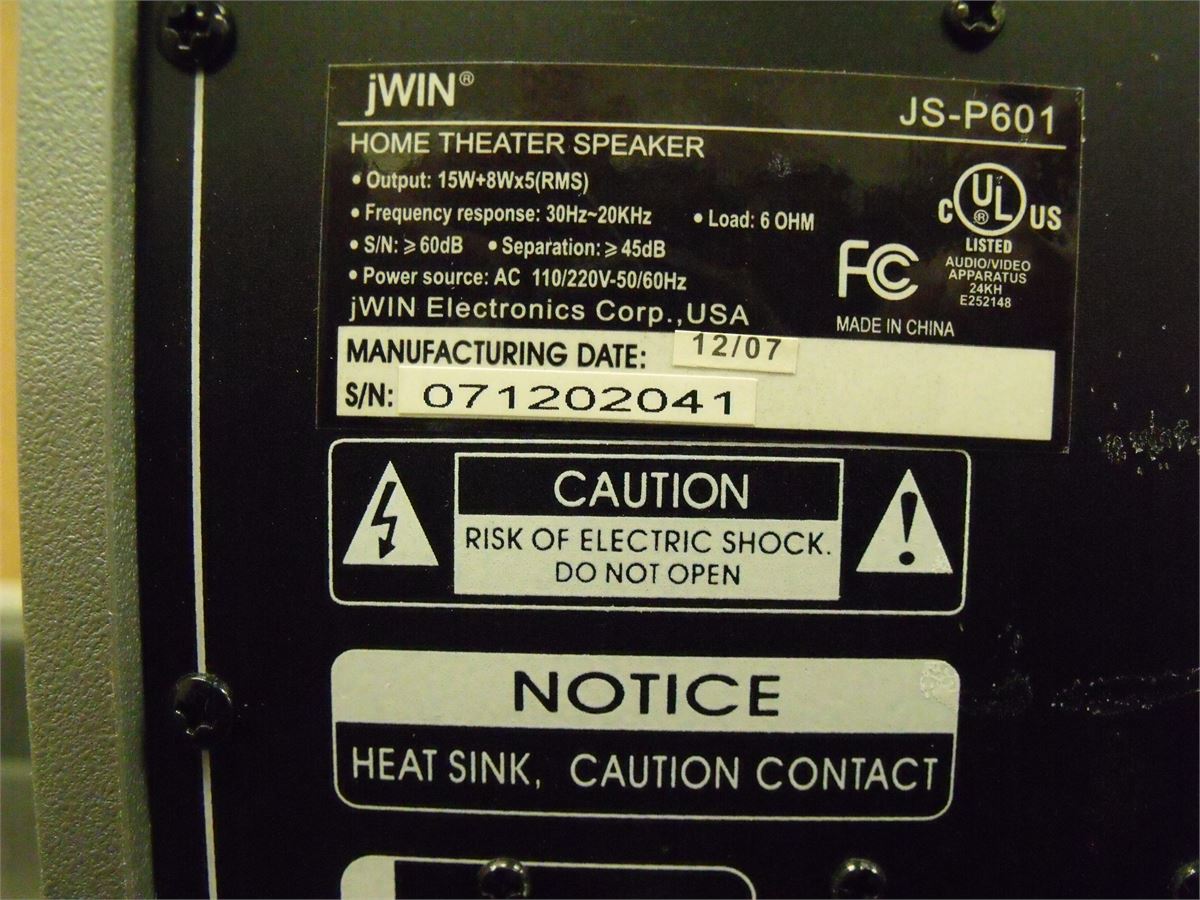 jWIN®
JS-P601
HOME THEATER SPEAKER
• Output: 15W+8Wx5(RMS)
• Frequency response: 30Hz~20KHz • Load: 6 OHM
• S/N: ⩾60dB • Separation: ⩾45dB
• Power source: AC 110/220V-50/60Hz
jWIN Electronics Corp.,USA
C UL® US
LISTED
AUDIO/VIDEO
APPARATUS
24KH
E252148
FC
MADE IN CHINA
MANUFACTURING DATE: 12/07
S/N: 071202041
CAUTION
RISK OF ELECTRIC SHOCK.
DO NOT OPEN
NOTICE
HEAT SINK, CAUTION CONTACT